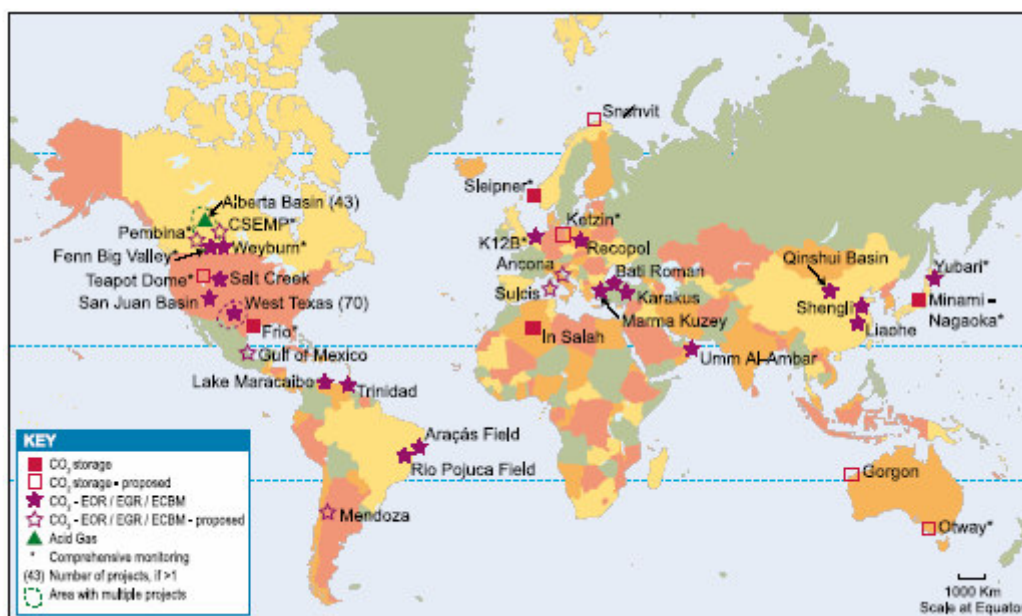 Snøhvit
Sleipner*
Alberta Basin (43)
CSEMP*
Pembina*
Ketzin*
Fenn Big Valley*
Weyburn*
K12B*
Recopol
Teapot Dome*
Salt Creek
Ancona
Bati Roman
Qinshui Basin
Yubari*
San Juan Basin
West Texas (70)
Sulcis
Karakus
Shengli
Minami -
Nagaoka*
Marma Kuzey
Liaohe
Frio*
In Salah
Gulf of Mexico
Umm Al-Ambar
Lake Maracaibo
Trinidad
Araçás Field
Rio Pojuca Field
Gorgon
Mendoza
Otway*
KEY
CO₂ storage
CO₂ storage - proposed
CO₂ - EOR / EGR / ECBM
CO₂ - EOR / EGR / ECBM - proposed
Acid Gas
* Comprehensive monitoring
(43) Number of projects, if >1
Area with multiple projects
1000 Km
Scale at Equator